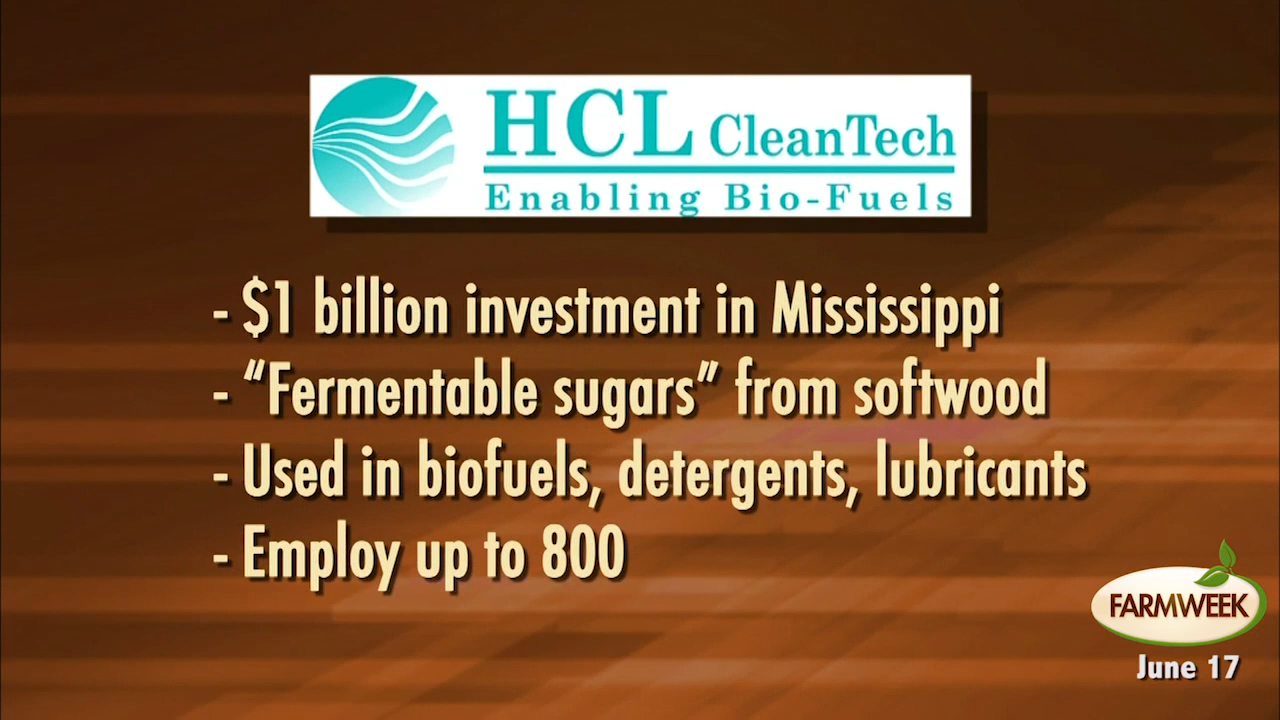 HCL CleanTech
Enabling Bio-Fuels
- $1 billion investment in Mississippi
- “Fermentable sugars” from softwood
- Used in biofuels, detergents, lubricants
- Employ up to 800
FARMWEEK
June 17